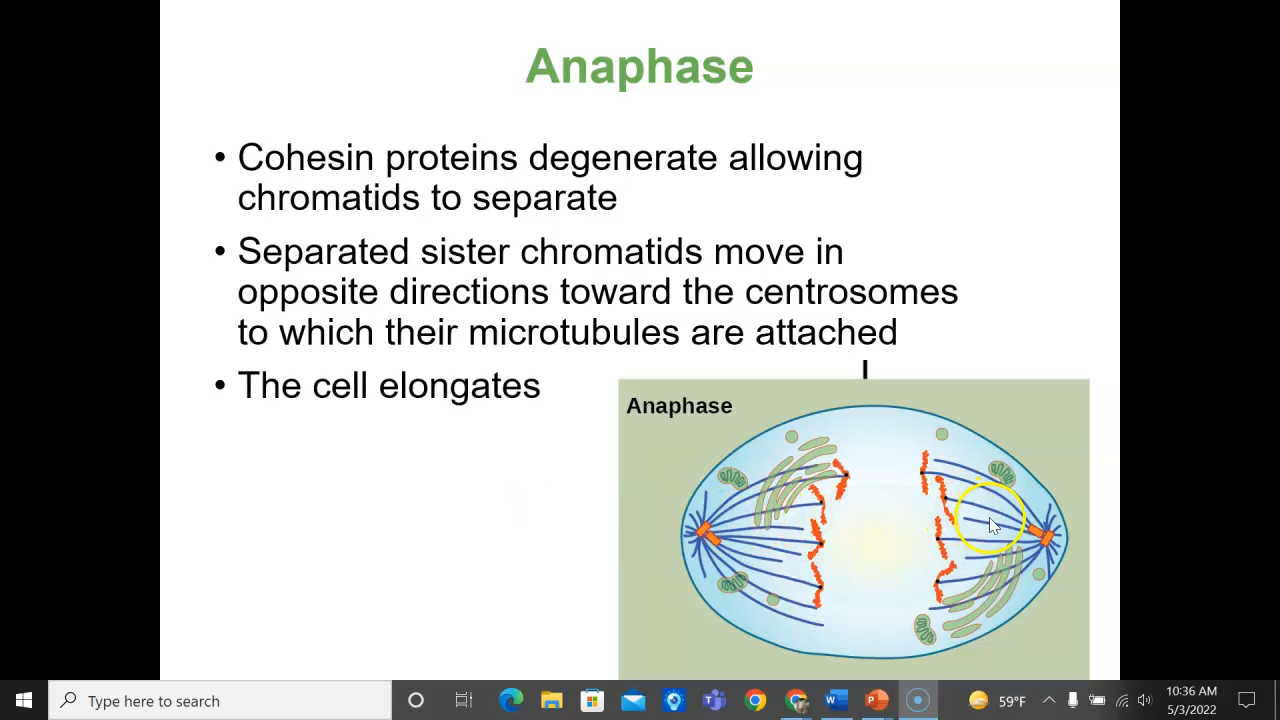 Anaphase
• Cohesin proteins degenerate allowing
chromatids to separate
• Separated sister chromatids move in
opposite directions toward the centrosomes
to which their microtubules are attached
• The cell elongates
Anaphase
Type here to search
59°F
10:36 AM
5/3/2022